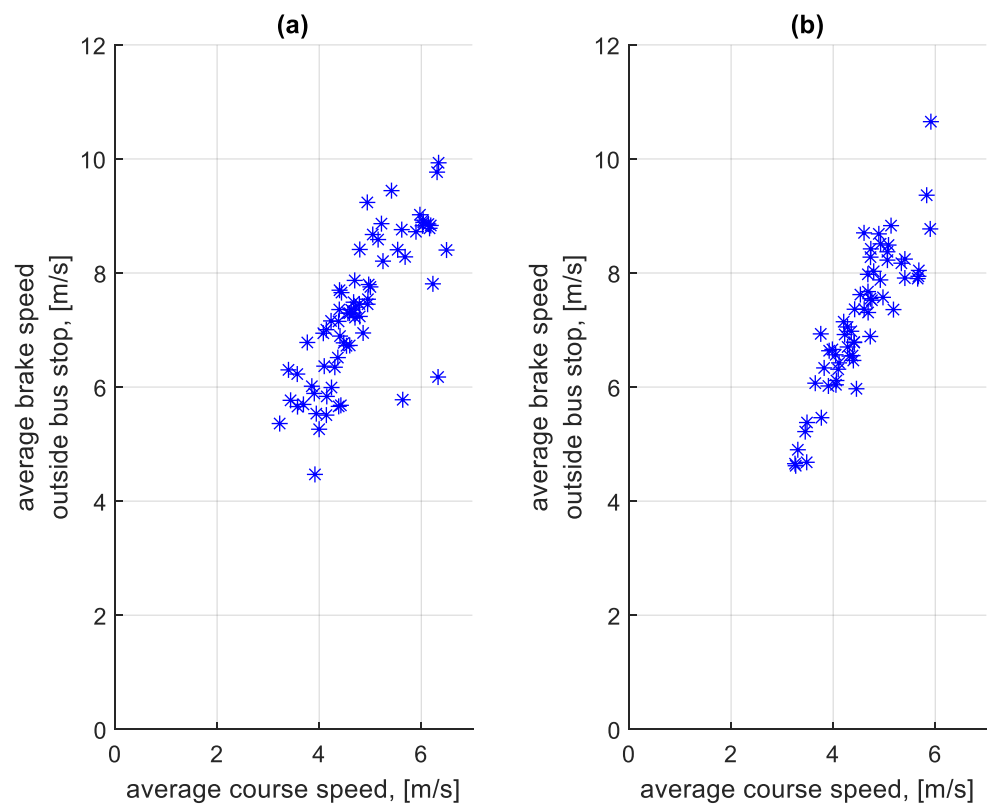 (a)
12
10
8
6
4
2
0
0 2 4 6
average brake speed
outside bus stop, [m/s]
average course speed, [m/s]
(b)
12
10
8
6
4
2
0
0 2 4 6
average brake speed
outside bus stop, [m/s]
average course speed, [m/s]